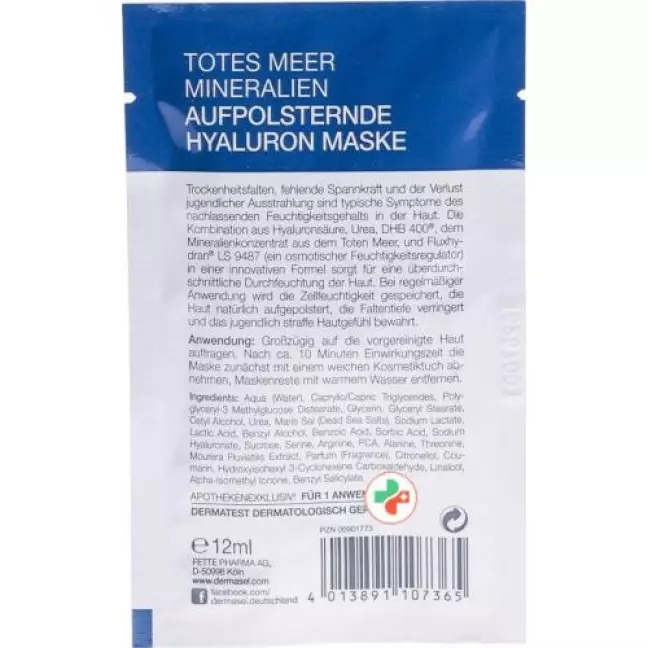 TOTES MEER
MINERALIEN
AUFPOLSTERNDE
HYALURON MASKE
Trockenheitsfalten, fehlende Spannkraft und der Verlust
jugendlicher Ausstrahlung sind typische Symptome des
nachlassenden Feuchtigkeitsgehalts in der Haut. Die
Kombination aus Hyaluronsäure, Urea, DHB 400®, dem
Mineralienkonzentrat aus dem Toten Meer, und Fluxhy-
dran® LS 9487 (ein osmotischer Feuchtigkeitsregulator)
in einer innovativen Formel sorgt für eine überdurch-
schnittliche Durchfeuchtung der Haut. Bei regelmäßiger
Anwendung wird die Zellfeuchtigkeit gespeichert, die
Haut natürlich aufgepolstert, die Faltentiefe verringert
und das jugendlich straffe Hautgefühl bewahrt.
Anwendung: Großzügig auf die vorgereinigte Haut
auftragen. Nach ca. 10 Minuten Einwirkungszeit die
Maske zunächst mit einem weichen Kosmetiktuch ab-
nehmen, Maskenreste mit warmem Wasser entfernen.
Ingredients: Aqua (Water), Caprylic/Capric Triglycerides, Poly-
glyceryl-3 Methylglucose Distearate, Glycerin, Glyceryl Stearate,
Cetyl Alcohol, Urea, Maris Sal (Dead Sea Salts), Sodium Lactate,
Lactic Acid, Benzyl Alcohol, Benzoic Acid, Sorbic Acid, Sodium
Hyaluronate, Sucrose, Serine, Arginine, PCA, Alanine, Threonine,
Mourera Fluviatilis Extract, Parfum (Fragrance), Citronellol, Cou-
marin, Hydroxyisohexyl 3-Cyclohexene Carboxaldehyde, Linalool,
Alpha-Isomethyl Ionone, Benzyl Salicylate.
APOTHEKENEXKLUSIV! FÜR 1 ANWEN
DERMATEST DERMATOLOGISCH GEP
PZN 06901773
℮12ml
FETTE PHARMA AG,
D-50996 Köln
www.dermasel.com
facebook.com/
dermasel.deutschland
4 013891 107365